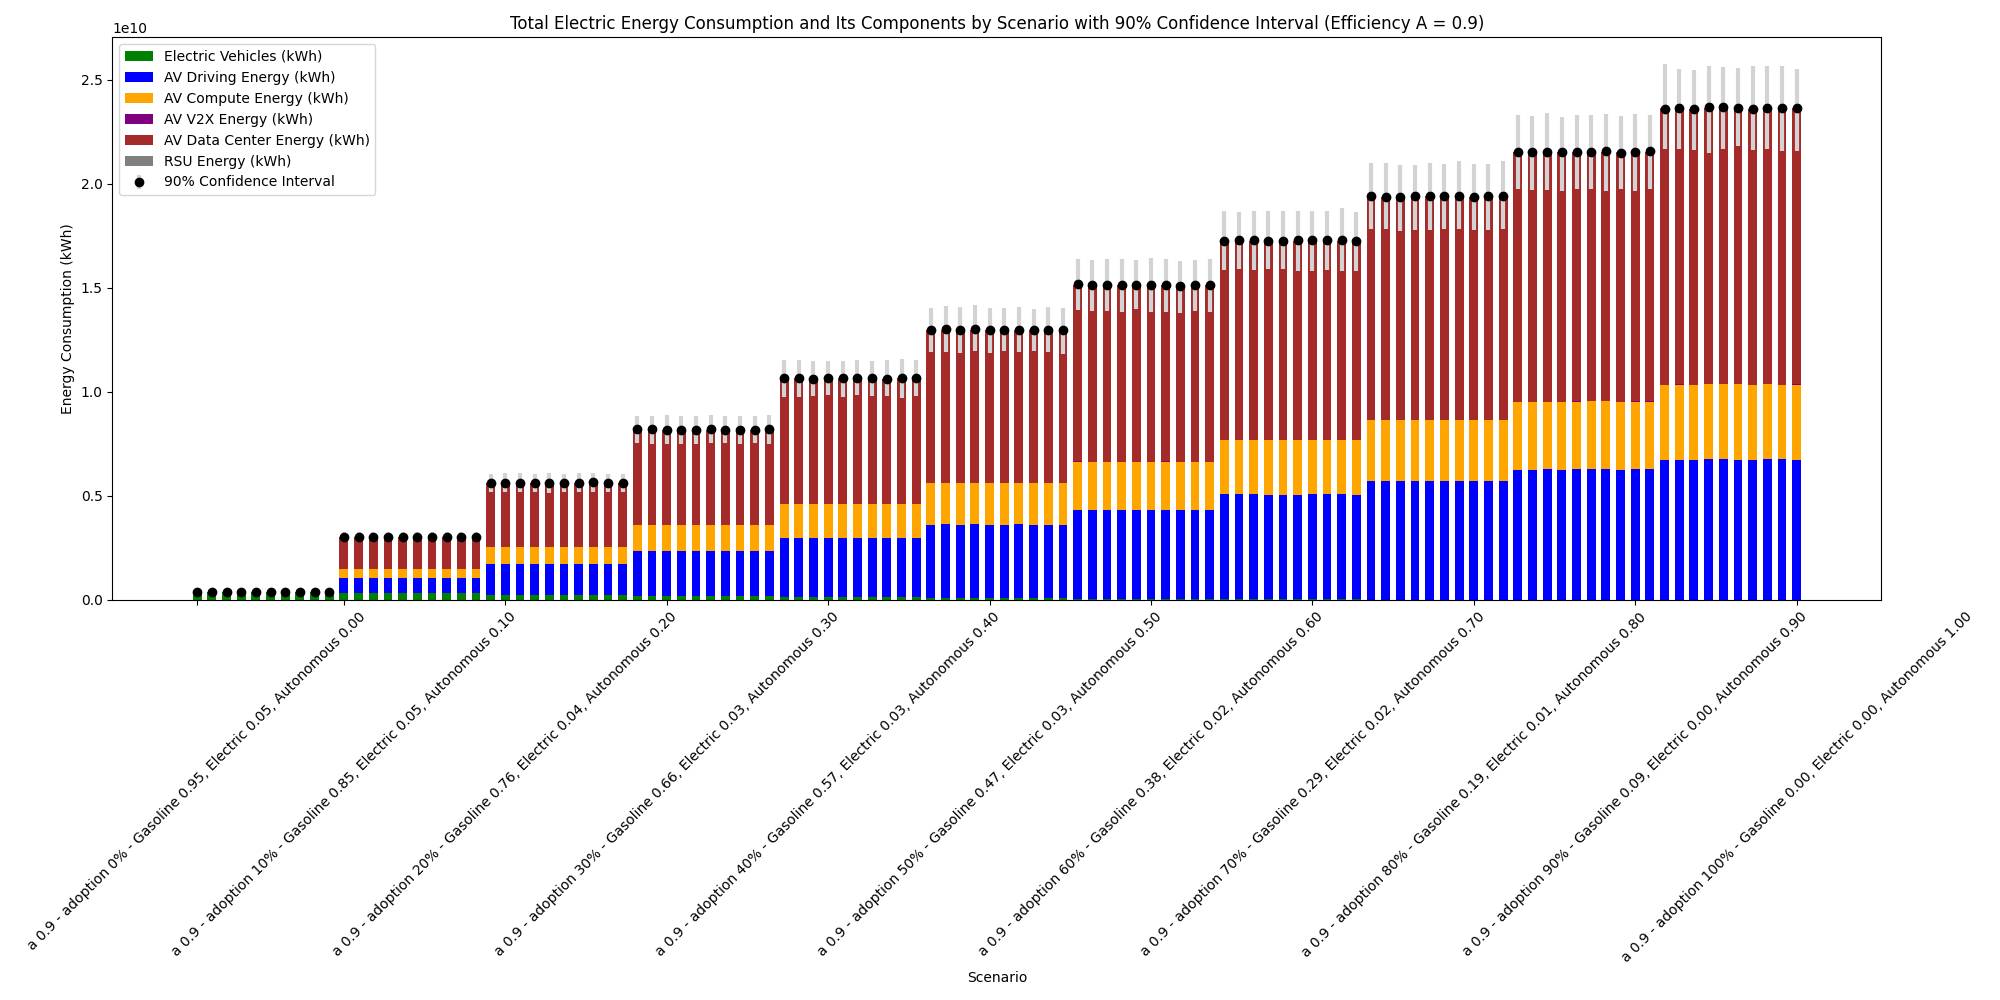 Total Electric Energy Consumption and Its Components by Scenario with 90% Confidence Interval (Efficiency A = 0.9)
1e10
Electric Vehicles (kWh)
AV Driving Energy (kWh)
AV Compute Energy (kWh)
AV V2X Energy (kWh)
AV Data Center Energy (kWh)
RSU Energy (kWh)
90% Confidence Interval
Energy Consumption (kWh)
2.5
2.0
1.5
1.0
0.5
0.0
a 0.9 - adoption 0% - Gasoline 0.95, Electric 0.05, Autonomous 0.00
a 0.9 - adoption 10% - Gasoline 0.85, Electric 0.05, Autonomous 0.10
a 0.9 - adoption 20% - Gasoline 0.76, Electric 0.04, Autonomous 0.20
a 0.9 - adoption 30% - Gasoline 0.66, Electric 0.03, Autonomous 0.30
a 0.9 - adoption 40% - Gasoline 0.57, Electric 0.03, Autonomous 0.40
a 0.9 - adoption 50% - Gasoline 0.47, Electric 0.03, Autonomous 0.50
a 0.9 - adoption 60% - Gasoline 0.38, Electric 0.02, Autonomous 0.60
a 0.9 - adoption 70% - Gasoline 0.29, Electric 0.02, Autonomous 0.70
a 0.9 - adoption 80% - Gasoline 0.19, Electric 0.01, Autonomous 0.80
a 0.9 - adoption 90% - Gasoline 0.09, Electric 0.00, Autonomous 0.90
a 0.9 - adoption 100% - Gasoline 0.00, Electric 0.00, Autonomous 1.00
Scenario